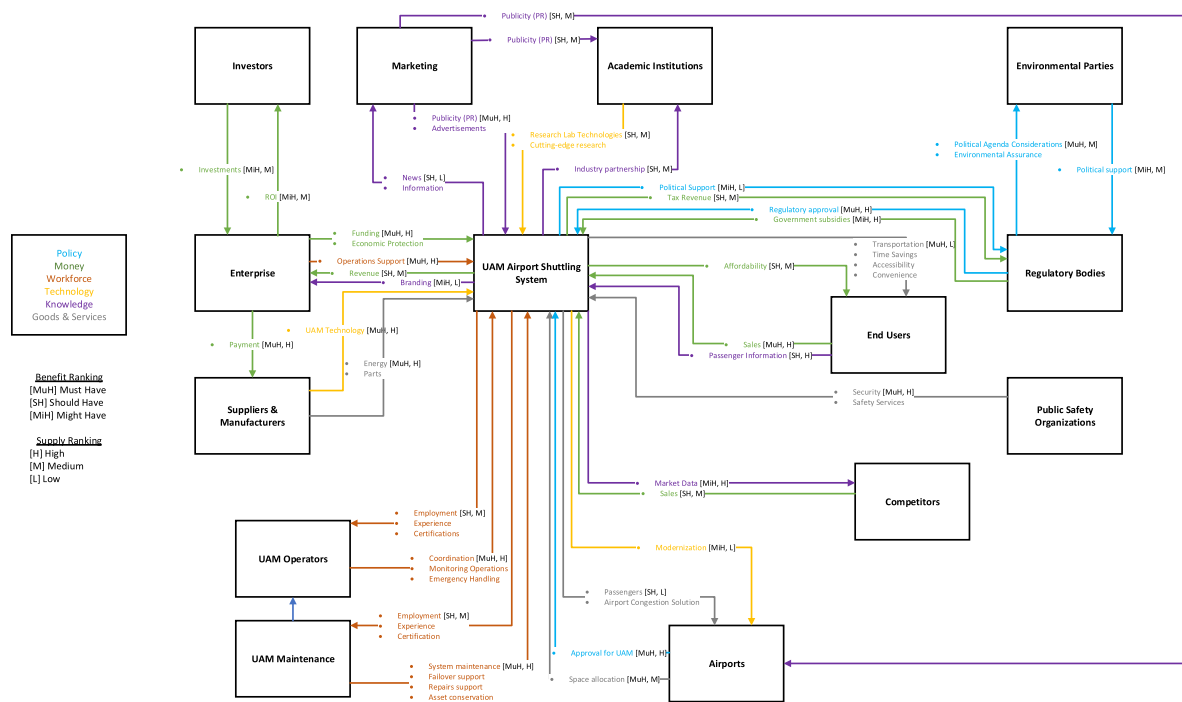 • Publicity (PR) [SH, M]
• Publicity (PR) [SH, M]
Investors
Marketing
Academic Institutions
Environmental Parties
• Publicity (PR) [MuH, H]
• Advertisements
• Research Lab Technologies [SH, M]
• Cutting-edge research
• Political Agenda Considerations [MuH, M]
• Environmental Assurance
• Investments [MiH, M]
• ROI [MiH, M]
• News [SH, L]
• Information
• Industry partnership [SH, M]
• Political support [MiH, M]
• Political Support [MiH, L]
• Tax Revenue [SH, M]
• Regulatory approval [MuH, H]
• Government subsidies [MiH, H]
Policy
Money
Workforce
Technology
Knowledge
Goods & Services
Enterprise
• Funding [MuH, H]
• Economic Protection
• Operations Support [MuH, H]
• Revenue [SH, M]
• Branding [MiH, L]
UAM Airport Shuttling
System
• Transportation [MuH, L]
• Time Savings
• Accessibility
• Convenience
• Affordability [SH, M]
Regulatory Bodies
• UAM Technology [MuH, H]
• Payment [MuH, H]
• Energy [MuH, H]
• Parts
End Users
• Sales [MuH, H]
• Passenger Information [SH, H]
Benefit Ranking
[MuH] Must Have
[SH] Should Have
[MiH] Might Have
Supply Ranking
[H] High
[M] Medium
[L] Low
Suppliers &
Manufacturers
• Security [MuH, H]
• Safety Services
Public Safety
Organizations
• Market Data [MiH, H]
• Sales [SH, M]
Competitors
• Employment [SH, M]
• Experience
• Certifications
UAM Operators
• Coordination [MuH, H]
• Monitoring Operations
• Emergency Handling
• Modernization [MiH, L]
• Passengers [SH, L]
• Airport Congestion Solution
• Employment [SH, M]
• Experience
• Certification
UAM Maintenance
• System maintenance [MuH, H]
• Failover support
• Repairs support
• Asset conservation
• Approval for UAM [MuH, H]
• Space allocation [MuH, M]
Airports